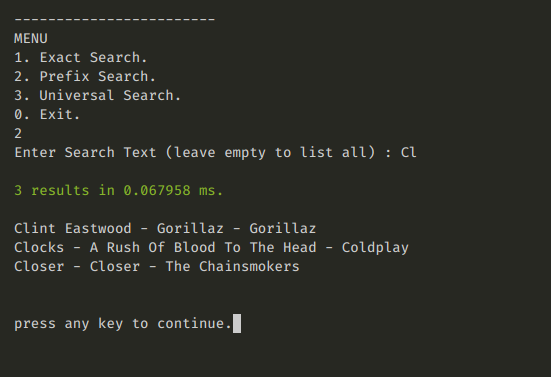 ------------------------
MENU
1. Exact Search.
2. Prefix Search.
3. Universal Search.
0. Exit.
2
Enter Search Text (leave empty to list all) : Cl
3 results in 0.067958 ms.
Clint Eastwood - Gorillaz - Gorillaz
Clocks - A Rush Of Blood To The Head - Coldplay
Closer - Closer - The Chainsmokers
press any key to continue.